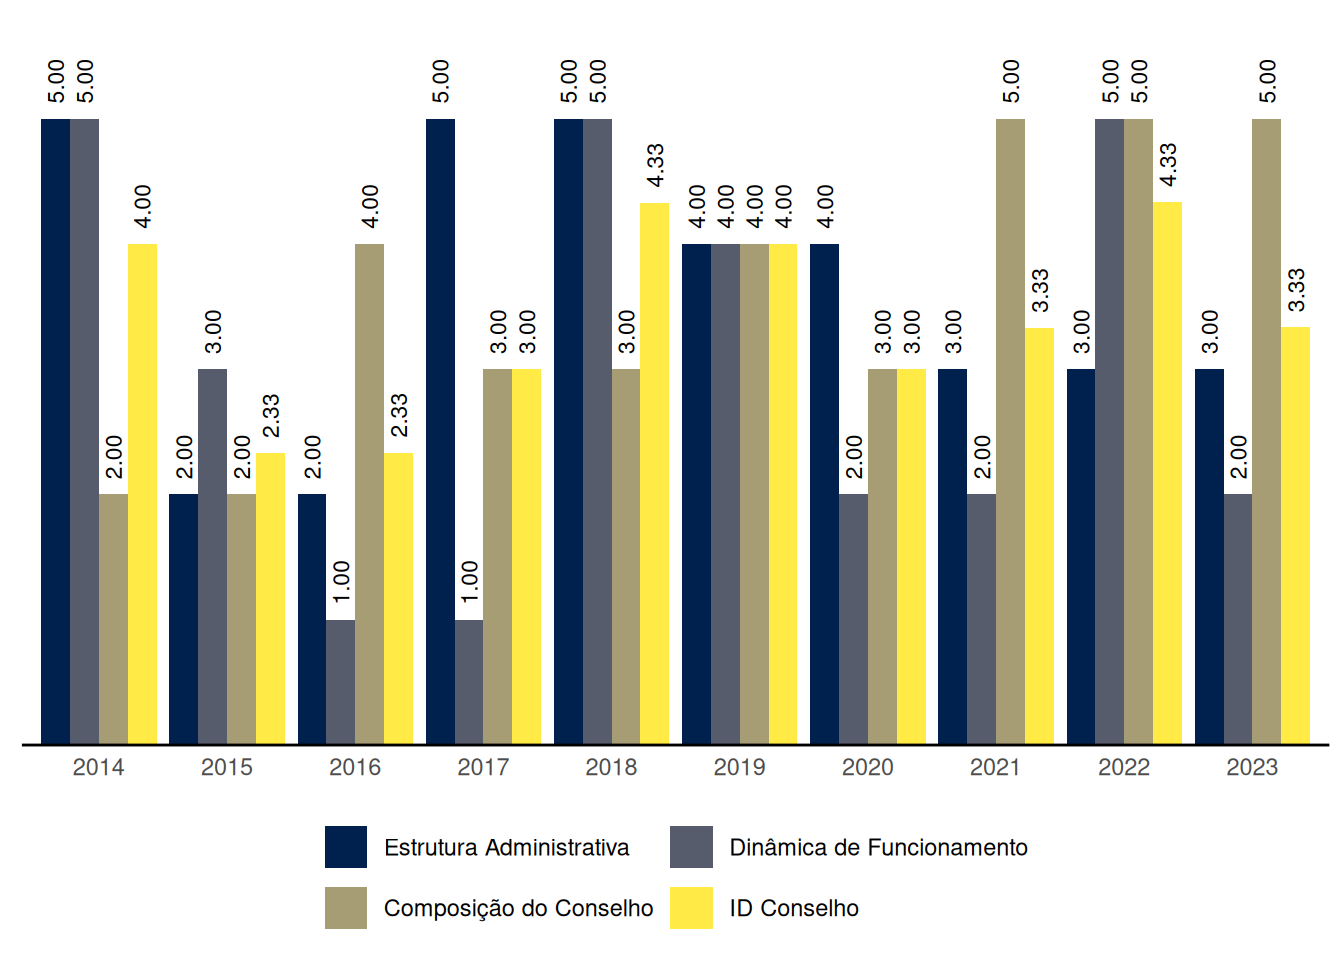 5.00 5.00 2.00 4.00 2.00 3.00 2.00 2.33 2.00 1.00 4.00 2.33 5.00 1.00 3.00 3.00 5.00 5.00 3.00 4.33 4.00 4.00 4.00 4.00 4.00 2.00 3.00 3.00 3.00 2.00 5.00 3.33 3.00 5.00 5.00 4.33 3.00 2.00 5.00 3.33
2014 2015 2016 2017 2018 2019 2020 2021 2022 2023
Estrutura Administrativa Dinâmica de Funcionamento
Composição do Conselho ID Conselho